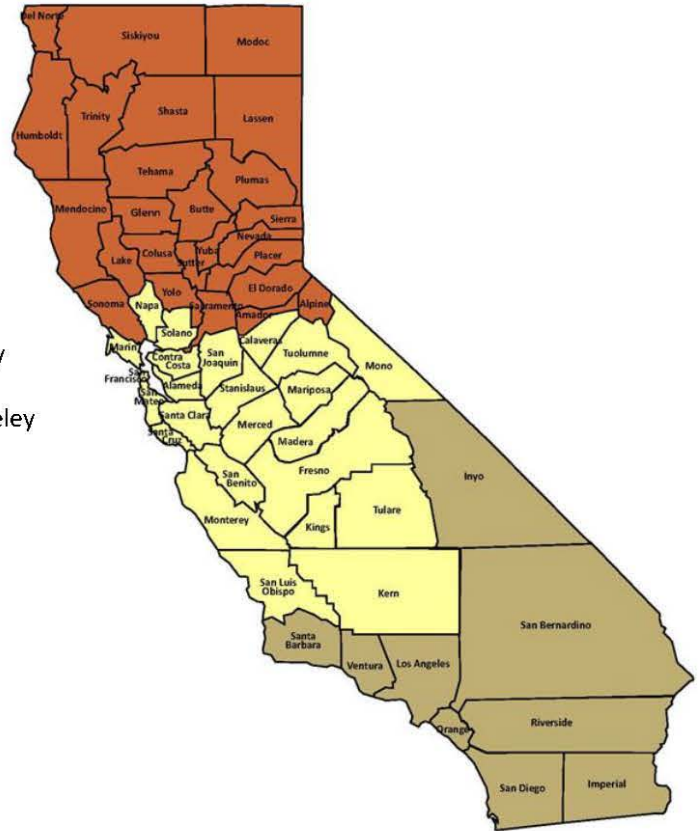 Del Norte
Siskiyou
Modoc
Humboldt
Trinity
Shasta
Lassen
Tehama
Plumas
Mendocino
Glenn
Butte
Sierra
Nevada
Lake
Colusa
Sutter
Yuba
Placer
Sonoma
Napa
Yolo
Sacramento
El Dorado
Amador
Alpine
Solano
Marin
Contra
Costa
San
Joaquin
Calaveras
Tuolumne
Mono
San
Francisco
Alameda
Stanislaus
Mariposa
San
Mateo
Santa Clara
Santa
Cruz
Merced
Madera
eley
San
Benito
Fresno
Inyo
Monterey
Kings
Tulare
San Luis
Obispo
Kern
San Bernardino
Santa
Barbara
Ventura
Los Angeles
Orange
Riverside
San Diego
Imperial